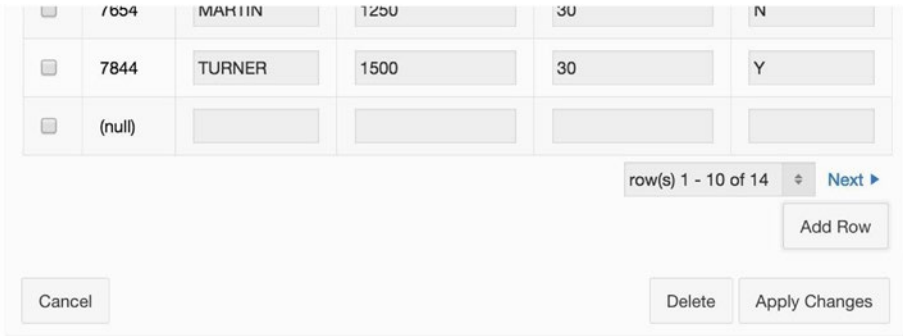 7654 MARTIN 1250 30 N
7844 TURNER 1500 30 Y
(null)
row(s) 1 - 10 of 14 Next
Add Row
Cancel Delete Apply Changes